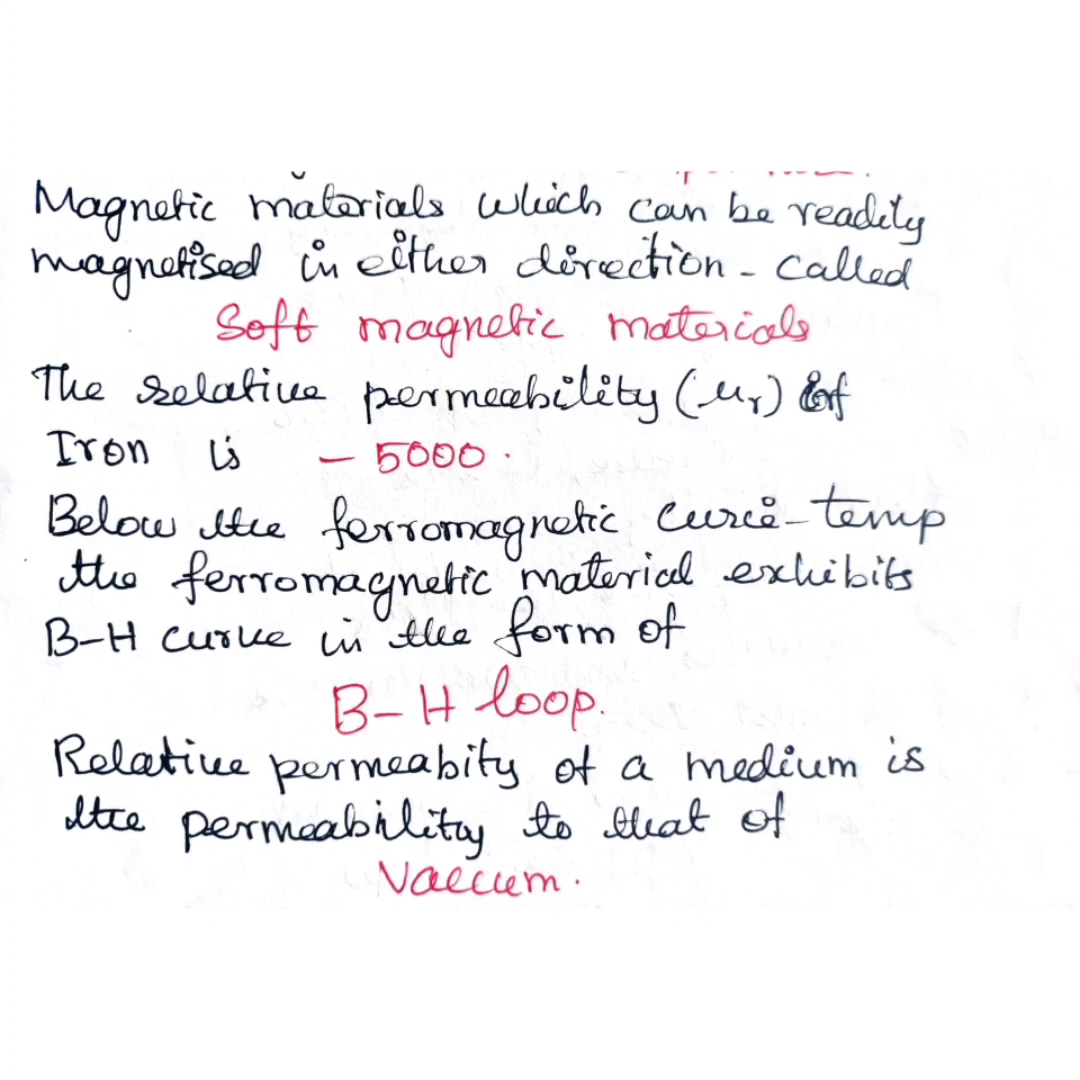 Magnetic materials which can be readily
magnetised in either direction - called
Soft magnetic materials
The relative permeability (μr) of
Iron is - 5000.
Below the ferromagnetic Curie-temp
the ferromagnetic material exhibits
B-H curve in the form of
B-H loop.
Relative permeabity of a medium is
the permeability to that of
Vaccum.